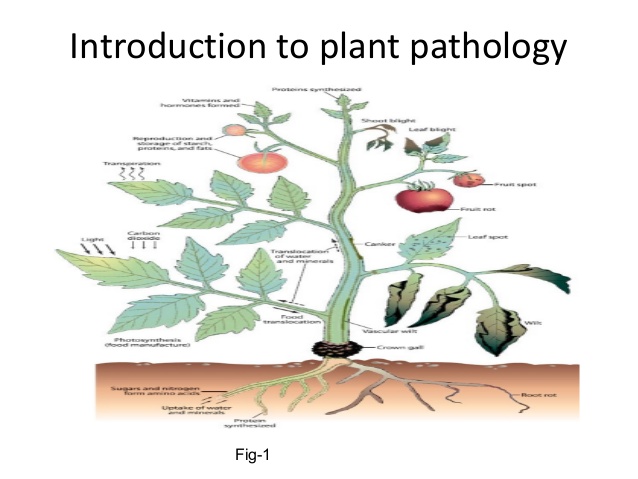 Introduction to plant pathology
Proteins synthesized
Vitamins and
hormones formed
Shoot blight
Leaf blight
Reproduction and
storage of starch,
proteins, and fats
Transpiration
Fruit spot
Fruit rot
Light
Carbon
dioxide
Leaf spot
Canker
Translocation
of water
and minerals
Food
translocation
Vascular wilt
Wilt
Photosynthesis
(food manufacture)
Crown gall
Sugars and nitrogen
form amino acids
Root rot
Uptake of water
and minerals
Protein
synthesized
Fig-1